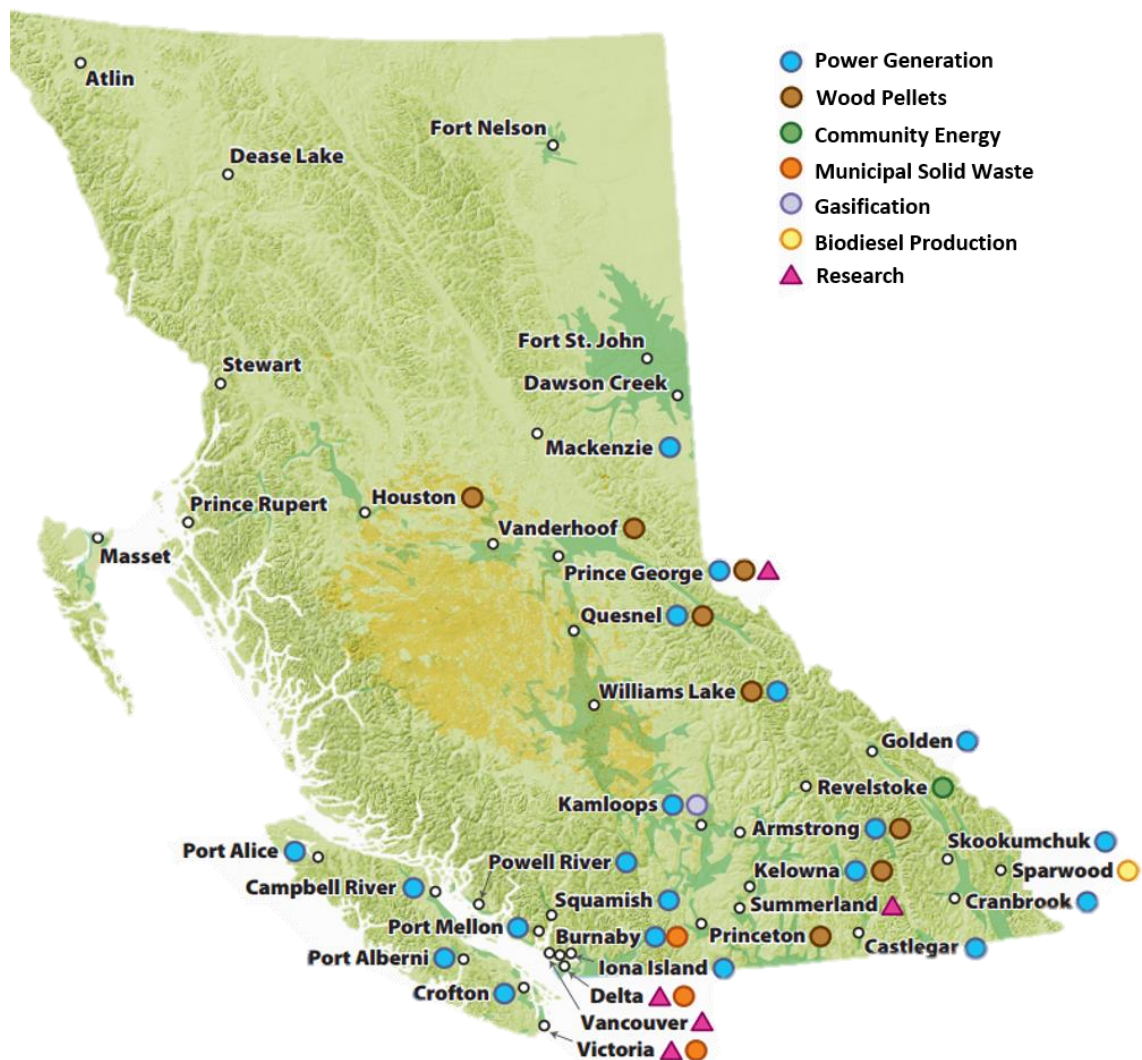 Atlin
Dease Lake
Fort Nelson
Power Generation
Wood Pellets
Community Energy
Municipal Solid Waste
Gasification
Biodiesel Production
Research
Fort St. John
Stewart
Dawson Creek
Mackenzie
Houston
Prince Rupert
Vanderhoof
Masset
Prince George
Quesnel
Williams Lake
Golden
Revelstoke
Kamloops
Armstrong
Skookumchuk
Port Alice
Powell River
Kelowna
Sparwood
Campbell River
Squamish
Summerland
Cranbrook
Port Mellon
Burnaby
Princeton
Castlegar
Port Alberni
Iona Island
Crofton
Delta
Vancouver
Victoria